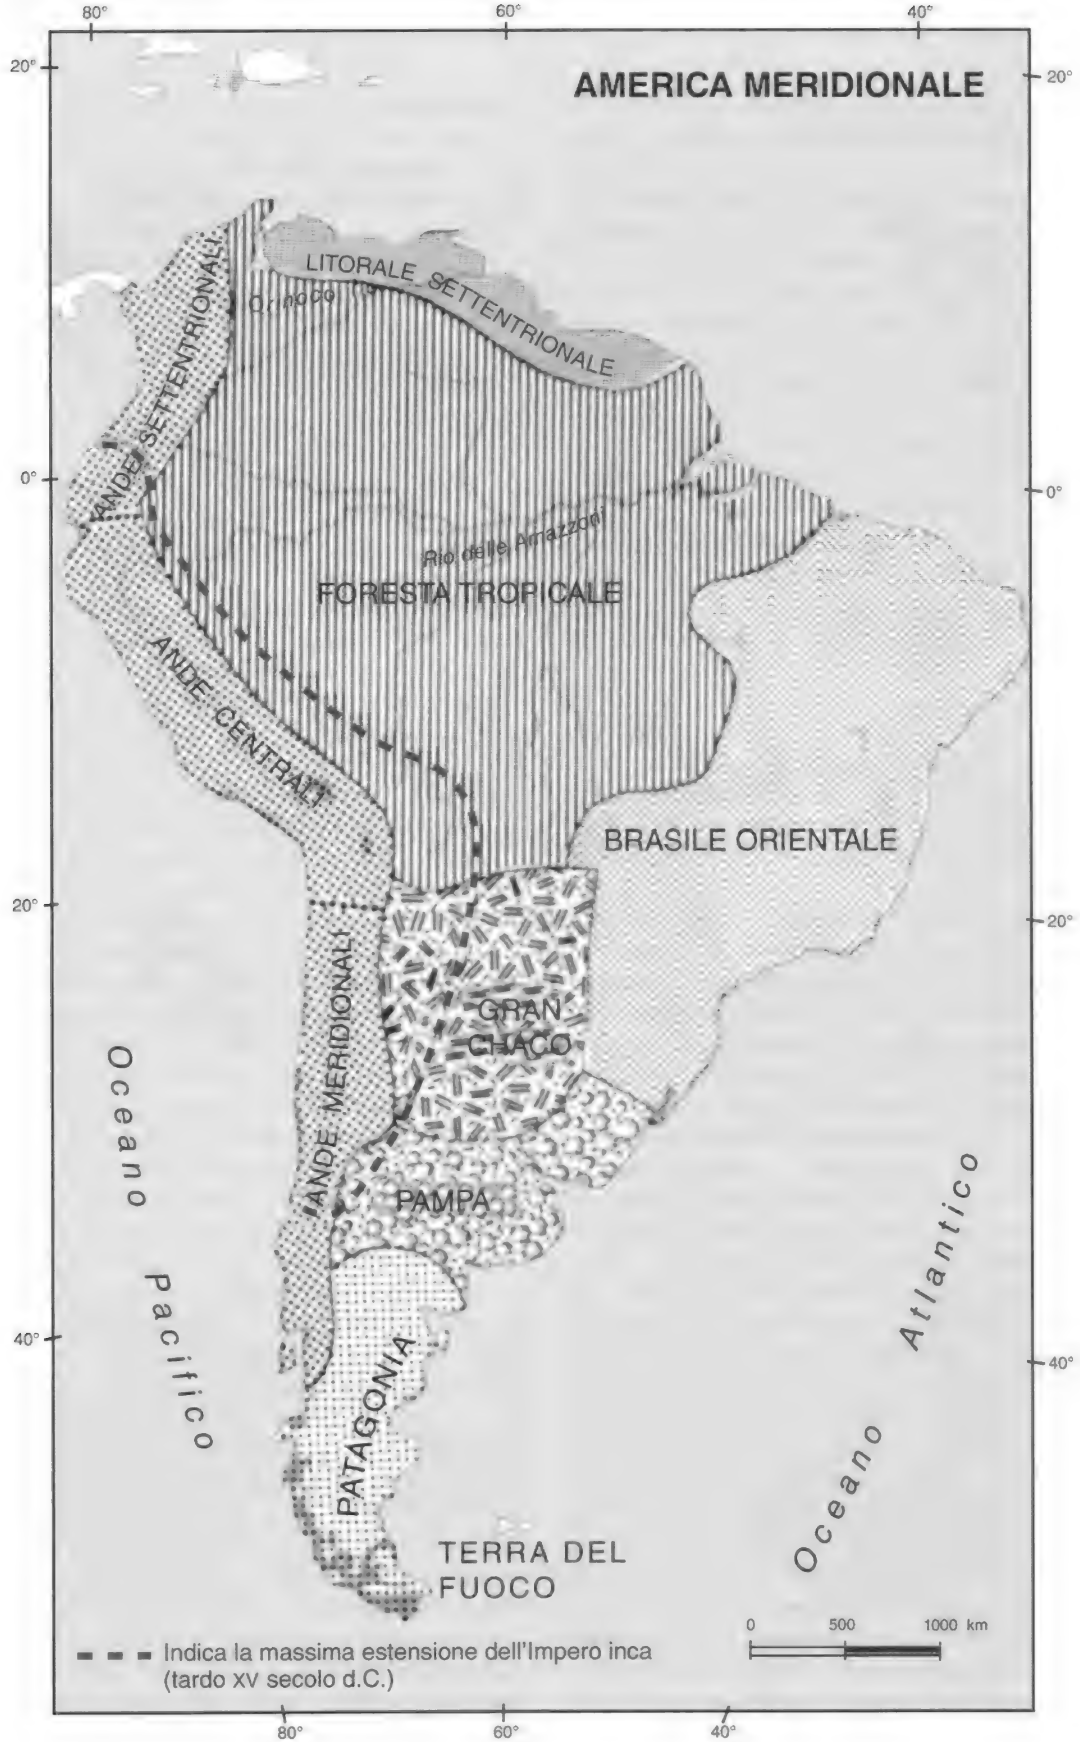 80° 60° 40°
20° 20°
AMERICA MERIDIONALE
LITORALE SETTENTRIONALE
Orinoco
ANDE SETTENTRIONALI
0° 0°
Rio delle Amazzoni
FORESTA TROPICALE
ANDE CENTRALI
BRASILE ORIENTALE
20° 20°
ANDE MERIDIONALI
GRAN
CHACO
Oceano Pacifico
PAMPA
Oceano Atlantico
40° 40°
PATAGONIA
TERRA DEL
FUOCO
0 500 1000 km
Indica la massima estensione dell'Impero inca
(tardo XV secolo d.C.)
80° 60° 40°